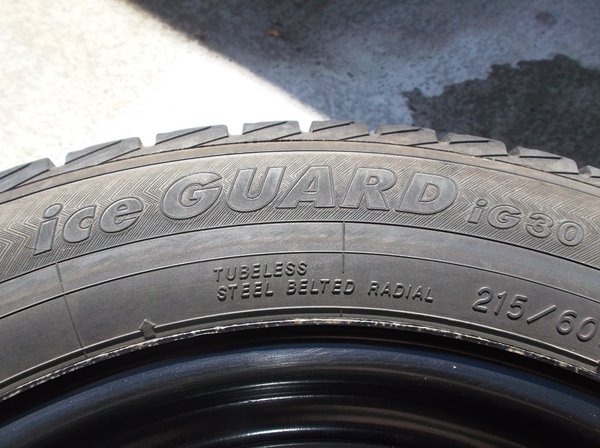 ice GUARD iG30
TUBELESS
STEEL BELTED RADIAL 215/60